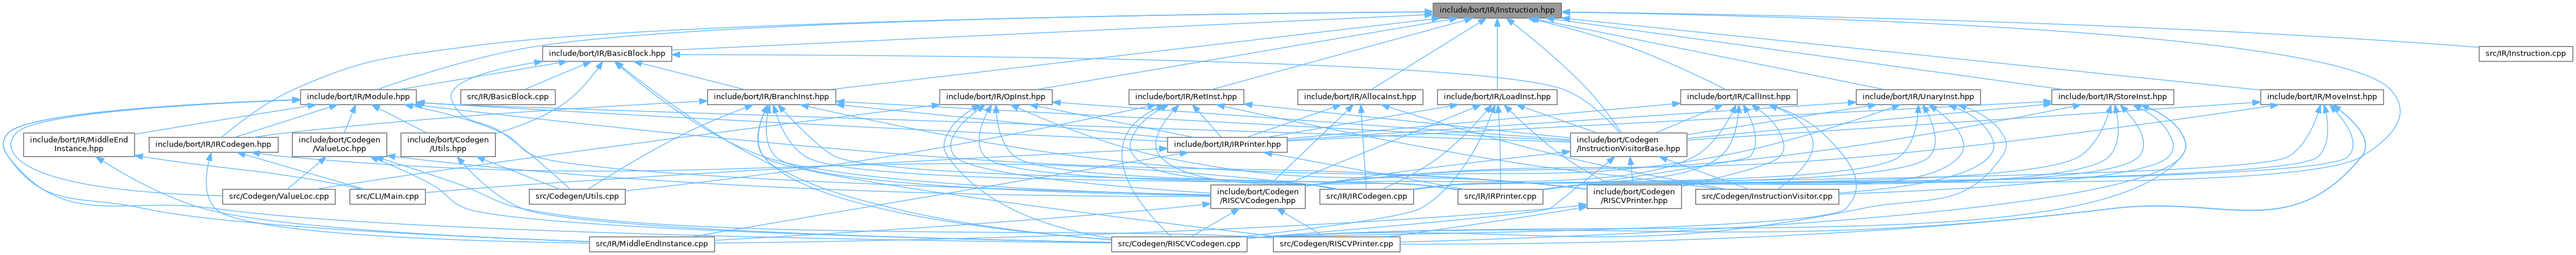 include/bort/IR/Instruction.hpp
include/bort/IR/BasicBlock.hpp
src/IR/Instruction.cpp
include/bort/IR/Module.hpp
src/IR/BasicBlock.cpp
include/bort/IR/BranchInst.hpp
include/bort/IR/OpInst.hpp
include/bort/IR/RetInst.hpp
include/bort/IR/AllocaInst.hpp
include/bort/IR/LoadInst.hpp
include/bort/IR/CallInst.hpp
include/bort/IR/UnaryInst.hpp
include/bort/IR/StoreInst.hpp
include/bort/IR/MoveInst.hpp
include/bort/IR/MiddleEnd
Instance.hpp
include/bort/IR/IRCodegen.hpp
include/bort/Codegen
/ValueLoc.hpp
include/bort/Codegen
/Utils.hpp
include/bort/IR/IRPrinter.hpp
include/bort/Codegen
/InstructionVisitorBase.hpp
src/Codegen/ValueLoc.cpp
src/CLI/Main.cpp
src/Codegen/Utils.cpp
include/bort/Codegen
/RISCVCodegen.hpp
src/IR/IRCodegen.cpp
src/IR/IRPrinter.cpp
include/bort/Codegen
/RISCVPrinter.hpp
src/Codegen/InstructionVisitor.cpp
src/IR/MiddleEndInstance.cpp
src/Codegen/RISCVCodegen.cpp
src/Codegen/RISCVPrinter.cpp